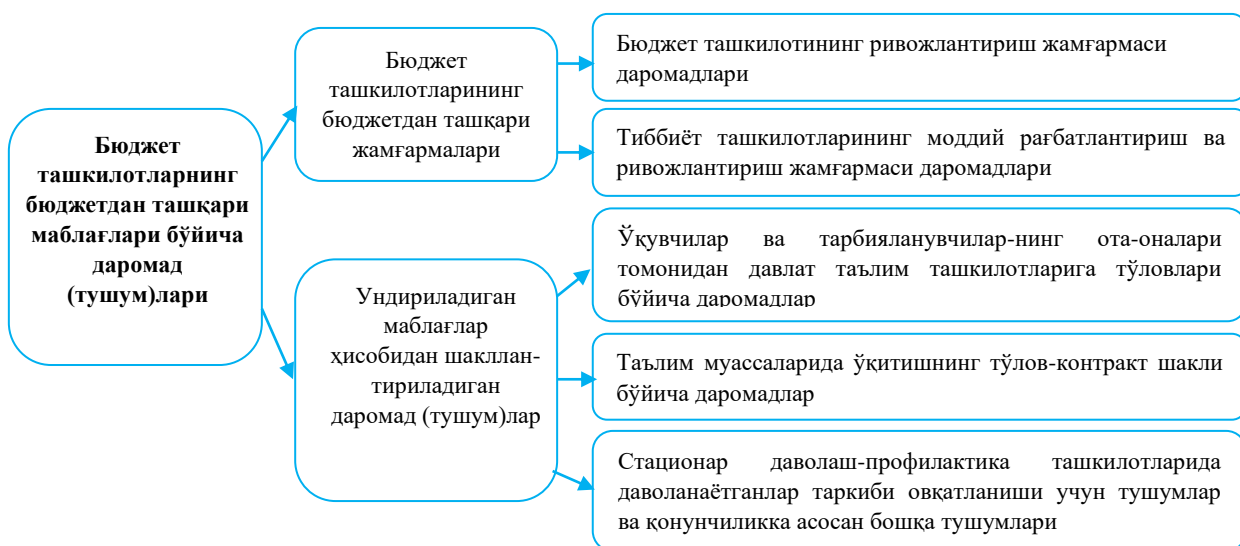 Бюджет
ташкилотларнинг
бюджетдан ташқари
маблағлари бўйича
даромад
(тушум)лари
Бюджет
ташкилотларининг
бюджетдан ташқари
жамғармалари
Ундириладиган
маблағлар
ҳисобидан шакллан-
тириладиган
даромад (тушум)лар
Бюджет ташкилотининг ривожлантириш жамғармаси
даромадлари
Тиббиёт ташкилотларининг моддий рағбатлантириш ва
ривожлантириш жамғармаси даромадлари
Ўқувчилар ва тарбияланувчилар-нинг ота-оналари
томонидан давлат таълим ташкилотларига тўловлари
бўйича даромадлар
Таълим муассаларида ўқитишнинг тўлов-контракт шакли
бўйича даромадлар
Стационар даволаш-профилактика ташкилотларида
даволанаётганлар таркиби овқатланиши учун тушумлар
ва қонунчиликка асосан бошқа тушумлари